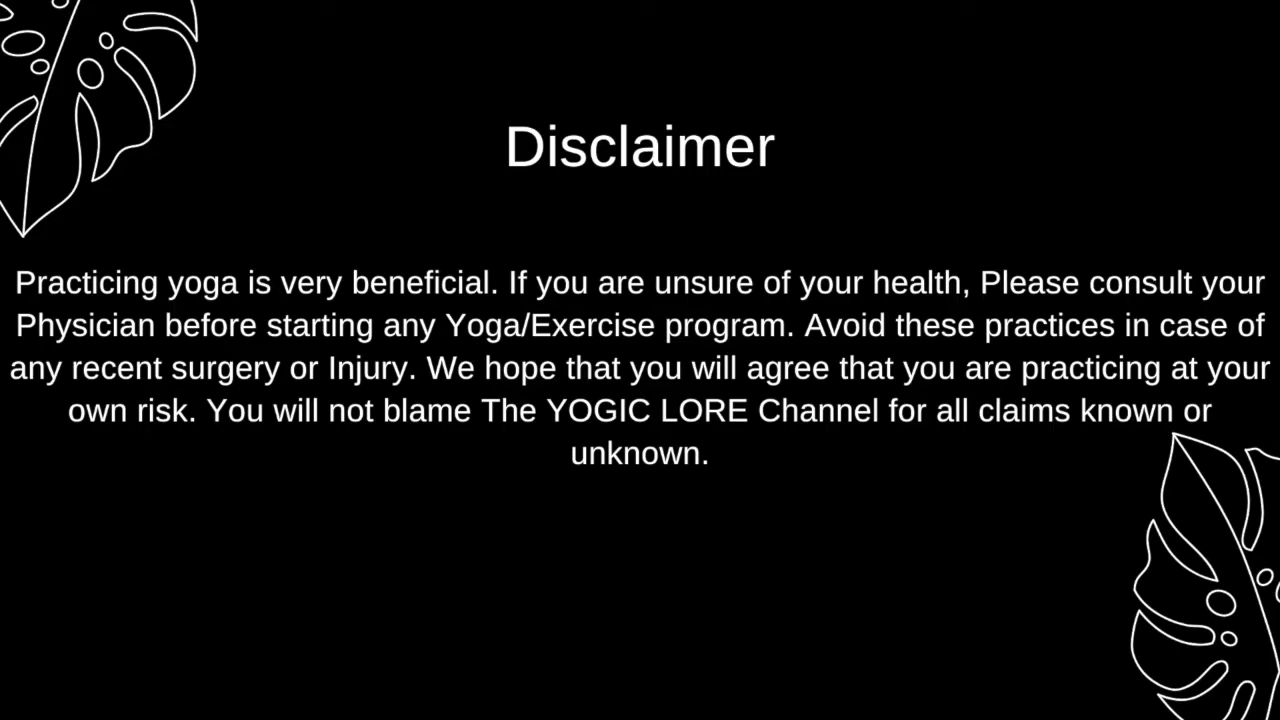 Disclaimer
Practicing yoga is very beneficial. If you are unsure of your health, Please consult your
Physician before starting any Yoga/Exercise program. Avoid these practices in case of
any recent surgery or Injury. We hope that you will agree that you are practicing at your
own risk. You will not blame The YOGIC LORE Channel for all claims known or
unknown.